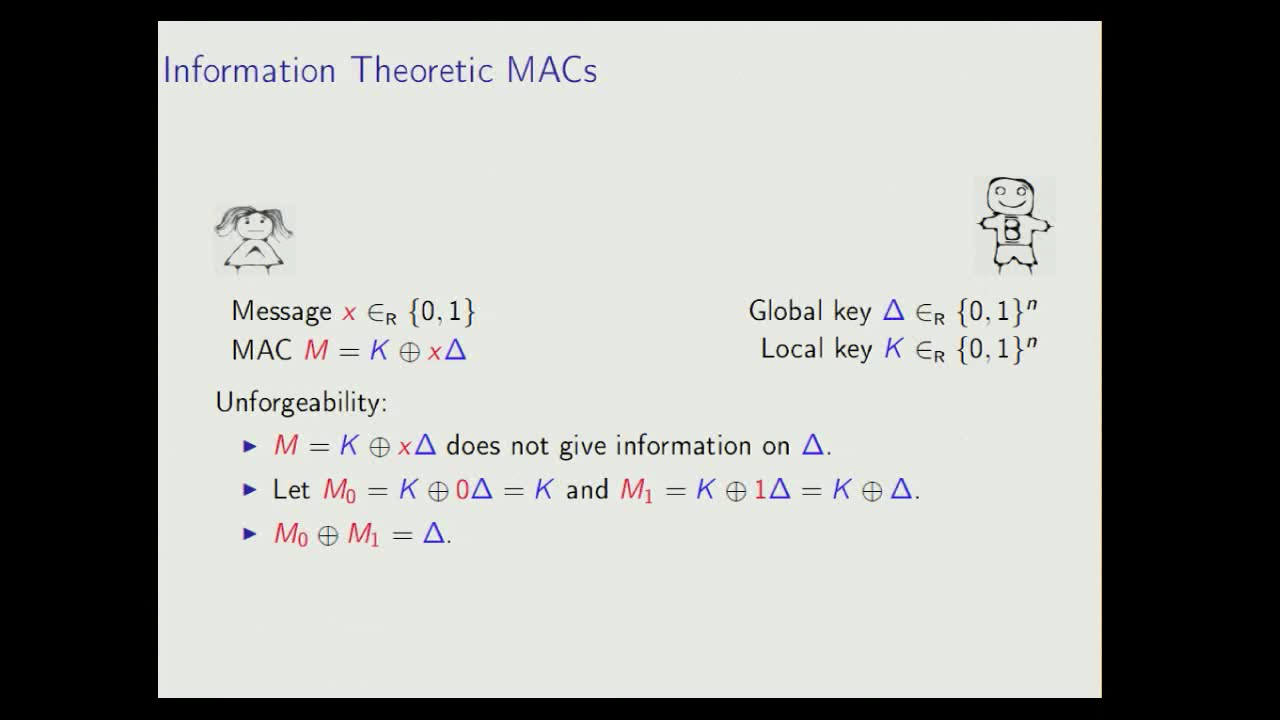 Information Theoretic MACs
B
Message x ∈R {0, 1}
Global key Δ ∈R {0, 1}ⁿ
MAC M = K ⊕ xΔ
Local key K ∈R {0, 1}ⁿ
Unforgeability:
▶ M = K ⊕ xΔ does not give information on Δ.
▶ Let M₀ = K ⊕ 0Δ = K and M₁ = K ⊕ 1Δ = K ⊕ Δ.
▶ M₀ ⊕ M₁ = Δ.